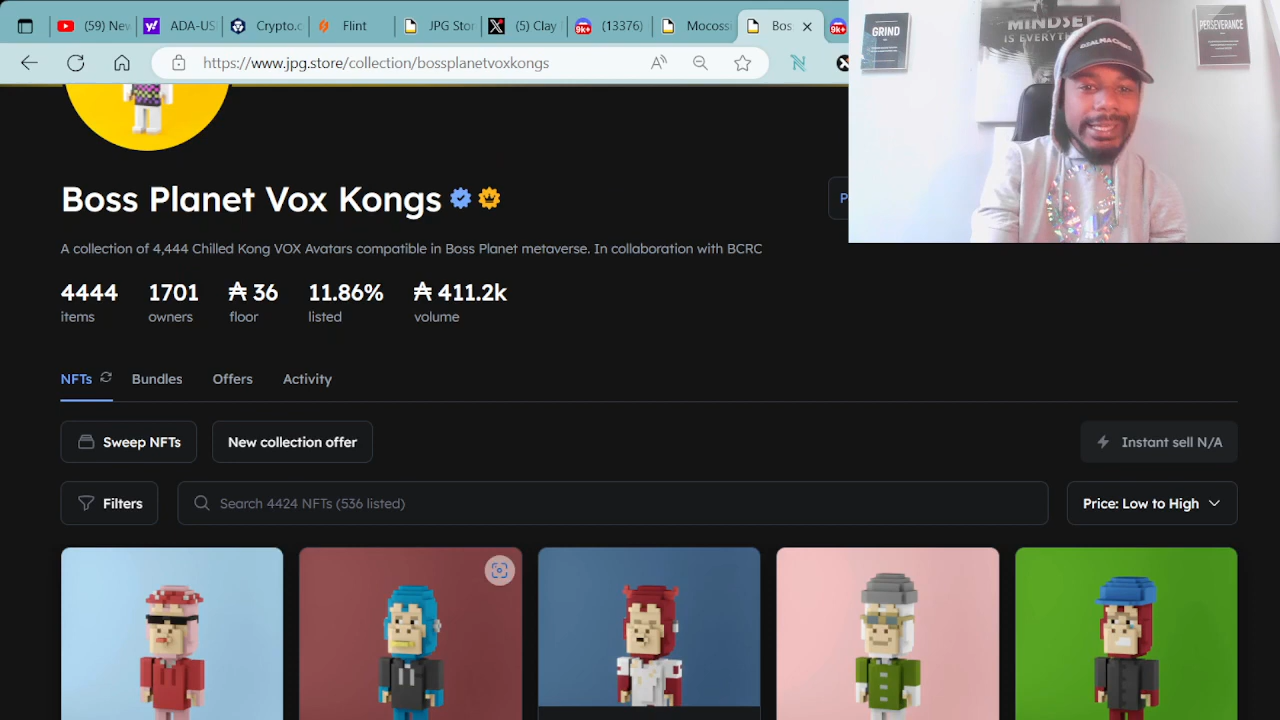 (59) Nev
ADA-US
Crypto.c
Flint
JPG Stor
(5) Clay
(13376)
Mocoss
Bos
https://www.jpg.store/collection/bossplanetvoxkongs
GRIND
MINDSET
IS EVERYTHING
PERSEVERANCE
Boss Planet Vox Kongs
A collection of 4,444 Chilled Kong VOX Avatars compatible in Boss Planet metaverse. In collaboration with BCRC
4444 1701 ₳ 36 11.86% ₳ 411.2k
items owners floor listed volume
NFTs Bundles Offers Activity
Sweep NFTs New collection offer Instant sell N/A
Filters Search 4424 NFTs (536 listed) Price: Low to High